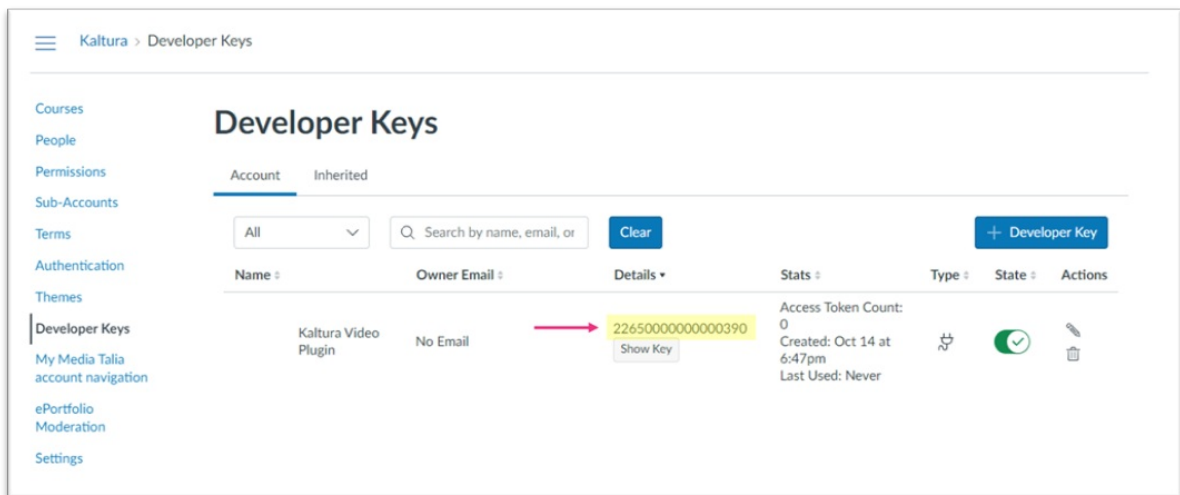 Kaltura > Developer Keys
Courses
People
Permissions
Sub-Accounts
Terms
Authentication
Themes
Developer Keys
My Media Talia
account navigation
ePortfolio
Moderation
Settings
Developer Keys
Account Inherited
All Search by name, email, or Clear + Developer Key
Name Owner Email Details Stats Type State Actions
Kaltura Video
Plugin
No Email
22650000000000390
Show Key
Access Token Count:
0
Created: Oct 14 at
6:47pm
Last Used: Never